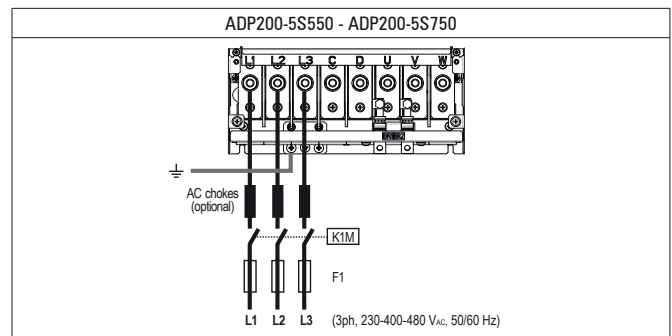 ADP200-5S550 - ADP200-5S750
L1 L2 L3 C D U V W
AC chokes
(optional)
K1M
F1
L1 L2 L3 (3ph, 230-400-480 VAC, 50/60 Hz)